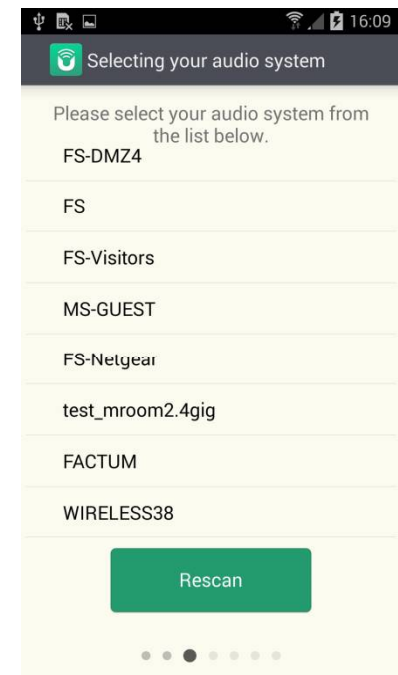 16:09
Selecting your audio system
Please select your audio system from
the list below.
FS-DMZ4
FS
FS-Visitors
MS-GUEST
FS-Netgear
test_mroom2.4gig
FACTUM
WIRELESS38
Rescan